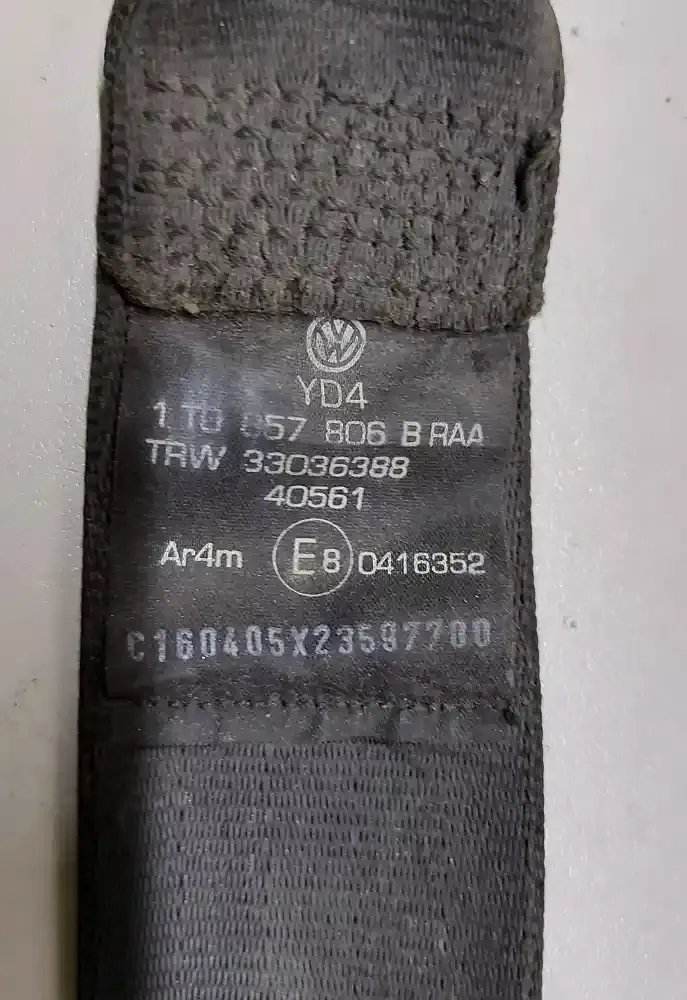 YD4
1T0 857 806 B RAA
TRW 33036388
40561
Ar4m E8 0416352
C160405X23597700